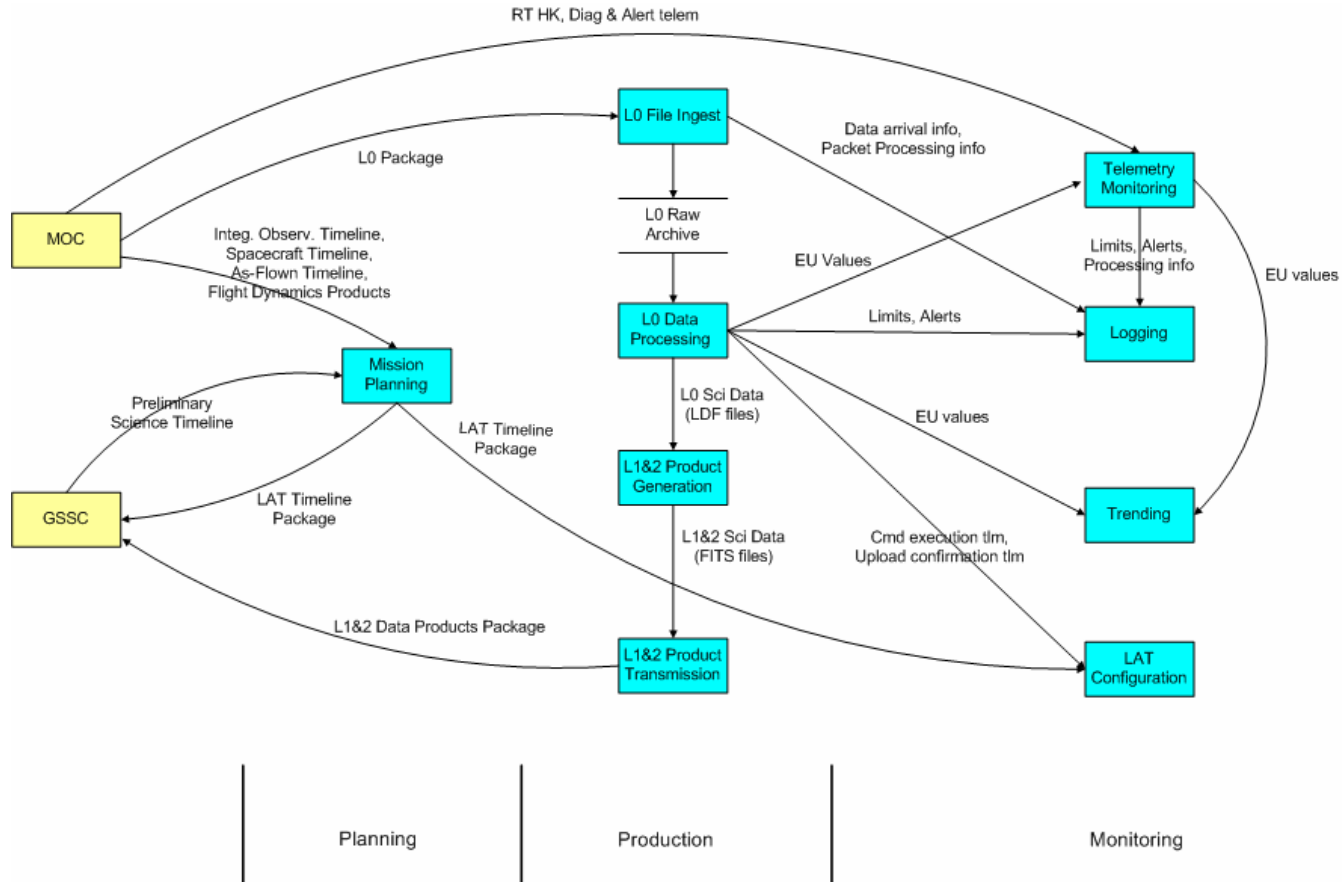 RT HK, Diag & Alert telem
L0 File Ingest
Data arrival info,
Packet Processing info
L0 Package
Telemetry
Monitoring
MOC
Integ. Observ. Timeline,
Spacecraft Timeline,
As-Flown Timeline,
Flight Dynamics Products
L0 Raw
Archive
EU Values
Limits, Alerts,
Processing info
EU values
L0 Data
Processing
Limits, Alerts
Logging
Mission
Planning
L0 Sci Data
(LDF files)
Preliminary
Science Timeline
LAT Timeline
Package
EU values
L1&2 Product
Generation
GSSC
LAT Timeline
Package
Trending
L1&2 Sci Data
(FITS files)
Cmd execution tlm,
Upload confirmation tlm
L1&2 Data Products Package
L1&2 Product
Transmission
LAT
Configuration
Planning
Production
Monitoring